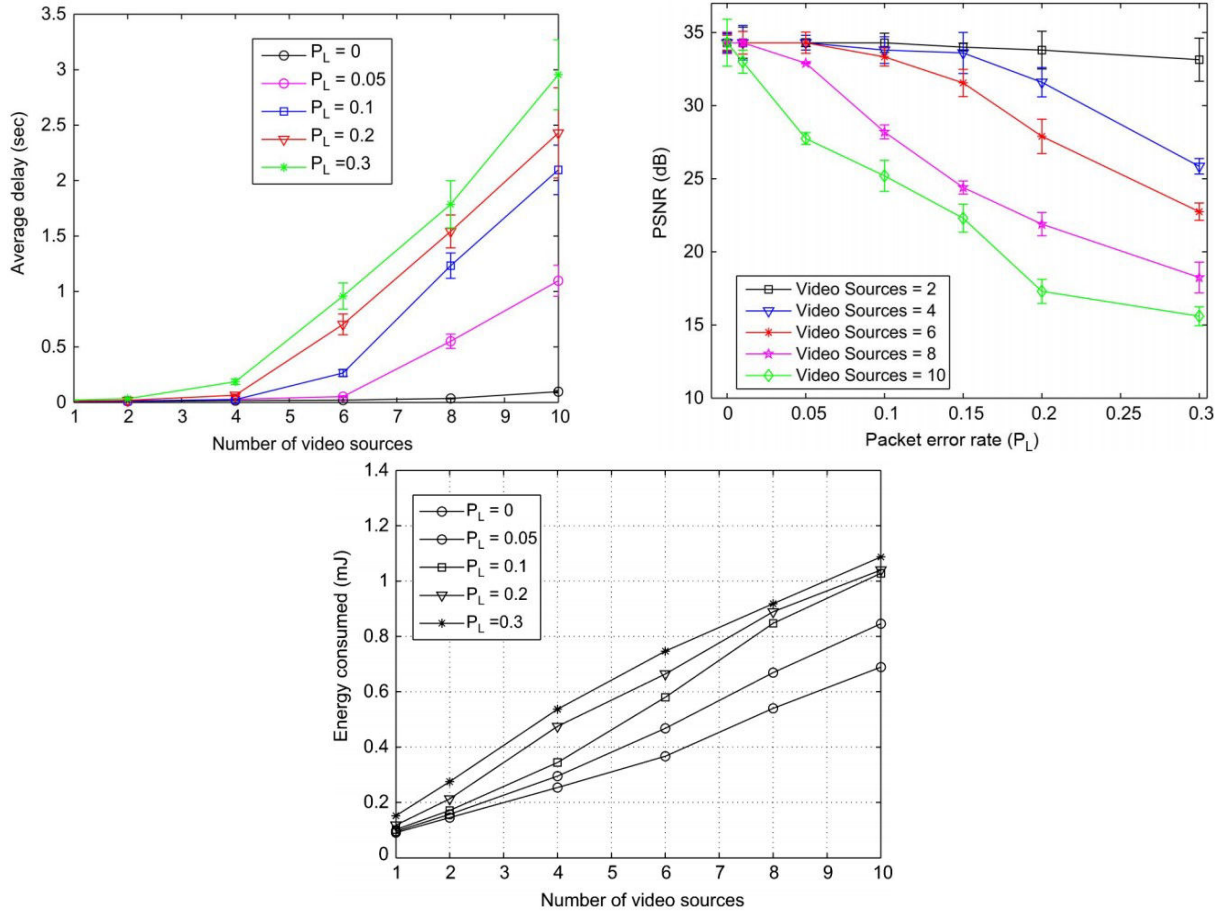 3.5
3
2.5
2
1.5
1
0.5
0
Average delay (sec)
P_L = 0
P_L = 0.05
P_L = 0.1
P_L = 0.2
P_L =0.3
1 2 3 4 5 6 7 8 9 10
Number of video sources
35
30
25
20
15
10
PSNR (dB)
Video Sources = 2
Video Sources = 4
Video Sources = 6
Video Sources = 8
Video Sources = 10
0 0.05 0.1 0.15 0.2 0.25 0.3
Packet error rate (P_L)
1.4
1.2
1
0.8
0.6
0.4
0.2
0
Energy consumed (mJ)
P_L = 0
P_L = 0.05
P_L = 0.1
P_L = 0.2
P_L =0.3
1 2 3 4 5 6 7 8 9 10
Number of video sources